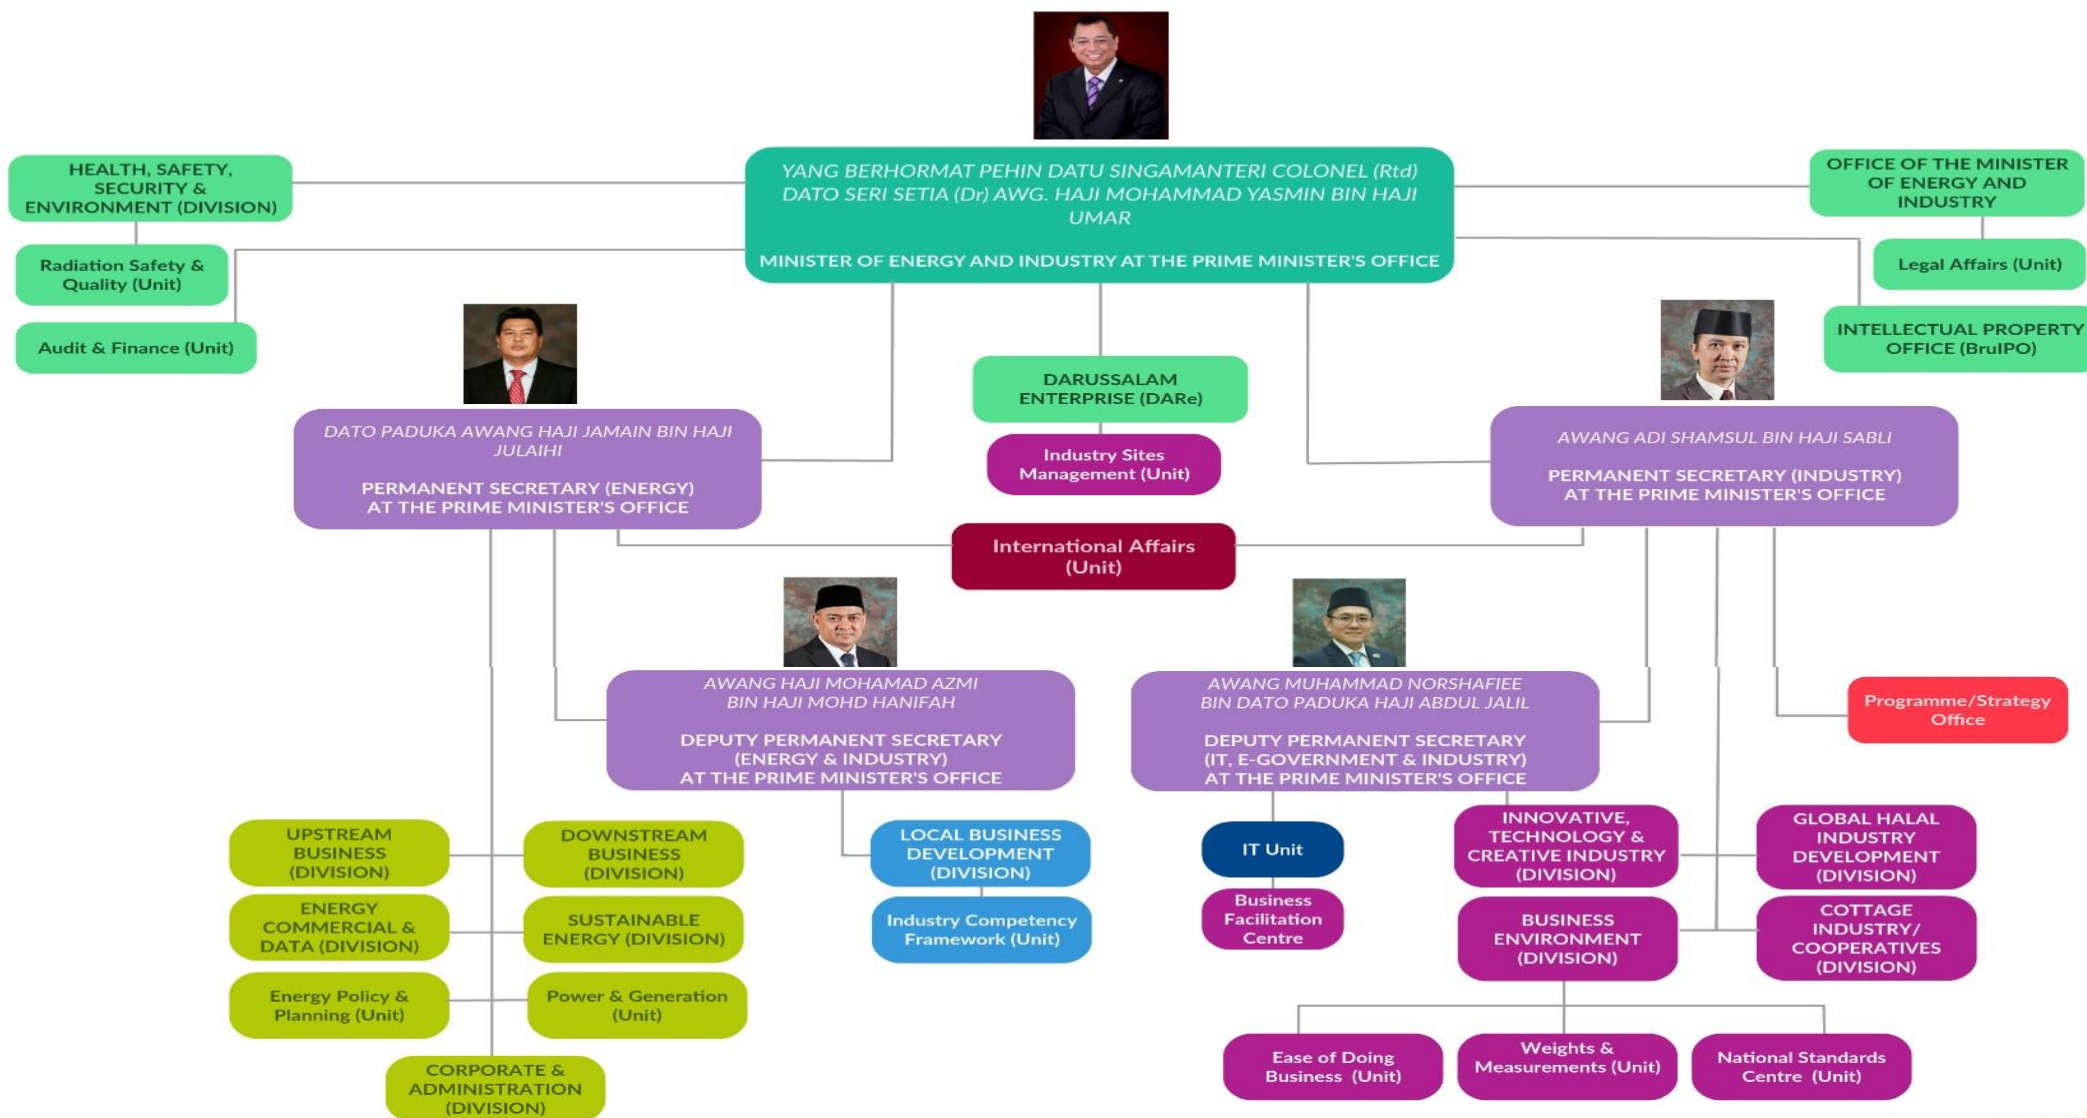 YANG BERHORMAT PEHIN DATU SINGAMANTERI COLONEL (Rtd)
DATO SERI SETIA (Dr) AWG. HAJI MOHAMMAD YASMIN BIN HAJI
UMAR
MINISTER OF ENERGY AND INDUSTRY AT THE PRIME MINISTER'S OFFICE
HEALTH, SAFETY,
SECURITY &
ENVIRONMENT (DIVISION)
Radiation Safety &
Quality (Unit)
Audit & Finance (Unit)
OFFICE OF THE MINISTER
OF ENERGY AND
INDUSTRY
Legal Affairs (Unit)
INTELLECTUAL PROPERTY
OFFICE (BruIPO)
DARUSSALAM
ENTERPRISE (DARe)
Industry Sites
Management (Unit)
DATO PADUKA AWANG HAJI JAMAIN BIN HAJI
JULAIHI
PERMANENT SECRETARY (ENERGY)
AT THE PRIME MINISTER'S OFFICE
AWANG ADI SHAMSUL BIN HAJI SABLI
PERMANENT SECRETARY (INDUSTRY)
AT THE PRIME MINISTER'S OFFICE
International Affairs
(Unit)
AWANG HAJI MOHAMAD AZMI
BIN HAJI MOHD HANIFAH
DEPUTY PERMANENT SECRETARY
(ENERGY & INDUSTRY)
AT THE PRIME MINISTER'S OFFICE
AWANG MUHAMMAD NORSHAFIEE
BIN DATO PADUKA HAJI ABDUL JALIL
DEPUTY PERMANENT SECRETARY
(IT, E-GOVERNMENT & INDUSTRY)
AT THE PRIME MINISTER'S OFFICE
Programme/Strategy
Office
UPSTREAM
BUSINESS
(DIVISION)
DOWNSTREAM
BUSINESS
(DIVISION)
ENERGY
COMMERCIAL &
DATA (DIVISION)
SUSTAINABLE
ENERGY (DIVISION)
Energy Policy &
Planning (Unit)
Power & Generation
(Unit)
CORPORATE &
ADMINISTRATION
(DIVISION)
LOCAL BUSINESS
DEVELOPMENT
(DIVISION)
Industry Competency
Framework (Unit)
IT Unit
Business
Facilitation
Centre
INNOVATIVE,
TECHNOLOGY &
CREATIVE INDUSTRY
(DIVISION)
GLOBAL HALAL
INDUSTRY
DEVELOPMENT
(DIVISION)
BUSINESS
ENVIRONMENT
(DIVISION)
COTTAGE
INDUSTRY/
COOPERATIVES
(DIVISION)
Ease of Doing
Business (Unit)
Weights &
Measurements (Unit)
National Standards
Centre (Unit)